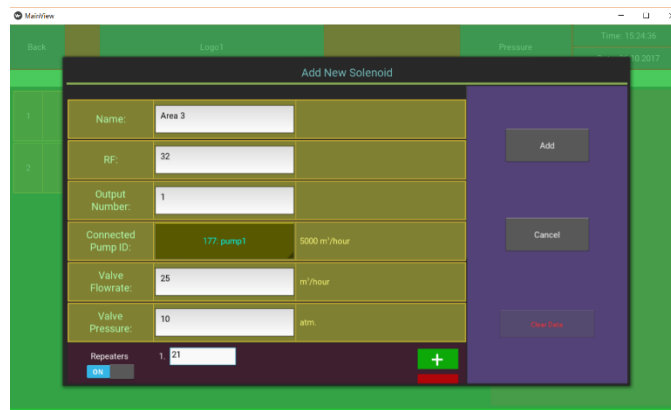 MainView
Back
Logo1
Pressure
Time: 15:24:36
10.2017
Add New Solenoid
1
2
Name:
Area 3
RF:
32
Output
Number:
1
Connected
Pump ID:
177: pump1
5000 m³/hour
Valve
Flowrate:
25
m³/hour
Valve
Pressure:
10
atm.
Repeaters
ON
1.
21
+
Add
Cancel
Clear Data